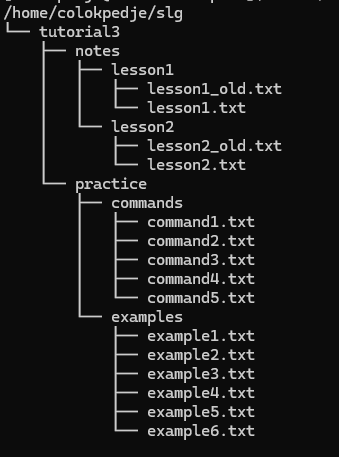 /home/colokpedje/slg
└── tutorial3
    ├── notes
    │   ├── lesson1
    │   │   ├── lesson1_old.txt
    │   │   └── lesson1.txt
    │   └── lesson2
    │       ├── lesson2_old.txt
    │       └── lesson2.txt
    └── practice
        ├── commands
        │   ├── command1.txt
        │   ├── command2.txt
        │   ├── command3.txt
        │   ├── command4.txt
        │   └── command5.txt
        └── examples
            ├── example1.txt
            ├── example2.txt
            ├── example3.txt
            ├── example4.txt
            ├── example5.txt
            └── example6.txt